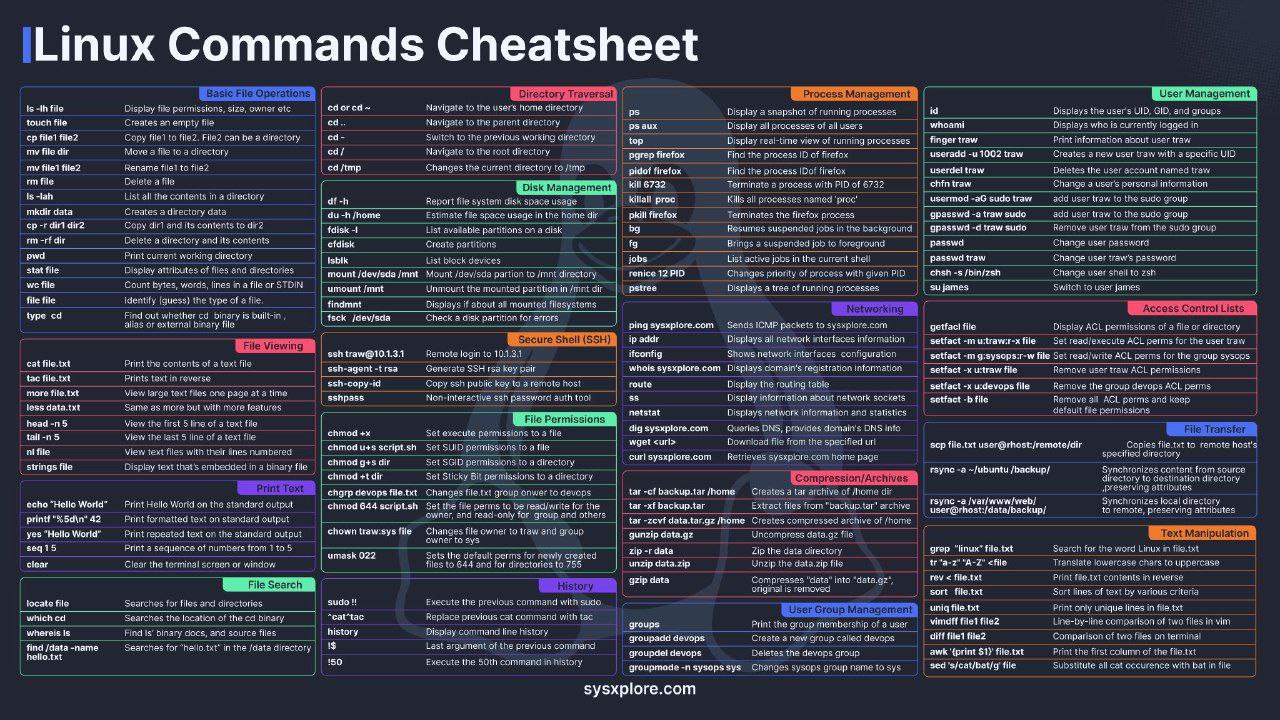 Linux Commands Cheatsheet
Basic File Operations
ls -lh file Display file permissions, size, owner etc
touch file Creates an empty file
cp file1 file2 Copy file1 to file2. File2 can be a directory
mv file dir Move a file to a directory
mv file1 file2 Rename file1 to file2
rm file Delete a file
ls -lah List all the contents in a directory
mkdir data Creates a directory data
cp -r dir1 dir2 Copy dir1 and its contents to dir2
rm -rf dir Delete a directory and its contents
pwd Print current working directory
stat file Display attributes of files and directories
wc file Count bytes, words, lines in a file or STDIN
file file Identify (guess) the type of a file.
type cd Find out whether cd binary is built-in ,
alias or external binary file
File Viewing
cat file.txt Print the contents of a text file
tac file.txt Prints text in reverse
more file.txt View large text files one page at a time
less data.txt Same as more but with more features
head -n 5 View the first 5 line of a text file
tail -n 5 View the last 5 line of a text file
nl file View text files with their lines numbered
strings file Display text that's embedded in a binary file
Print Text
echo "Hello World" Print Hello World on the standard output
printf "%5d\n" 42 Print formatted text on standard output
yes "Hello World" Print repeated text on the standard output
seq 1 5 Print a sequence of numbers from 1 to 5
clear Clear the terminal screen or window
File Search
locate file Searches for files and directories
which cd Searches the location of the cd binary
whereis ls Find ls' binary docs, and source files
find /data -name Searches for "hello.txt" in the /data directory
hello.txt
Directory Traversal
cd or cd ~ Navigate to the user's home directory
cd .. Navigate to the parent directory
cd - Switch to the previous working directory
cd / Navigate to the root directory
cd /tmp Changes the current directory to /tmp
Disk Management
df -h Report file system disk space usage
du -h /home Estimate file space usage in the home dir
fdisk -l List available partitions on a disk
cfdisk Create partitions
lsblk List block devices
mount /dev/sda /mnt Mount /dev/sda partion to /mnt directory
umount /mnt Unmount the mounted partition in /mnt dir
findmnt Displays if about all mounted filesystems
fsck /dev/sda Check a disk partition for errors
Secure Shell (SSH)
ssh traw@10.1.3.1 Remote login to 10.1.3.1
ssh-agent -t rsa Generate SSH rsa key pair
ssh-copy-id Copy ssh public key to a remote host
sshpass Non-interactive ssh password auth tool
File Permissions
chmod +x Set execute permissions to a file
chmod u+s script.sh Set SUID permissions to a file
chmod g+s dir Set SGID permissions to a directory
chmod +t dir Set Sticky Bit permissions to a directory
chgrp devops file.txt Changes file.txt group onwer to devops
chmod 644 script.sh Set the file perms to be read/write for the
owner, and read-only for group and others
chown traw:sys file Changes file owner to traw and group
owner to sys
umask 022 Sets the default perms for newly created
files to 644 and for directories to 755
History
sudo !! Execute the previous command with sudo
^cat^tac Replace previous cat command with tac
history Display command line history
!$ Last argument of the previous command
!50 Execute the 50th command in history
Process Management
ps Display a snapshot of running processes
ps aux Display all processes of all users
top Display real-time view of running processes
pgrep firefox Find the process ID of firefox
pidof firefox Find the process IDof firefox
kill 6732 Terminate a process with PID of 6732
killall proc Kills all processes named 'proc'
pkill firefox Terminates the firefox process
bg Resumes suspended jobs in the background
fg Brings a suspended job to foreground
jobs List active jobs in the current shell
renice 12 PID Changes priority of process with given PID
pstree Displays a tree of running processes
Networking
ping sysxplore.com Sends ICMP packets to sysxplore.com
ip addr Displays all network interfaces information
ifconfig Shows network interfaces configuration
whois sysxplore.com Displays domin's registration information
route Display the routing table
ss Display information about network sockets
netstat Displays network information and statistics
dig sysxplore.com Queries DNS, provides domain's DNS info
wget <url> Download file from the specified url
curl sysxplore.com Retrieves sysxplore.com home page
Compression/Archives
tar -cf backup.tar /home Creates a tar archive of /home dir
tar -xf backup.tar Extract files from "backup.tar" archive
tar -zcvf data.tar.gz /home Creates compressed archive of /home
gunzip data.gz Uncompress data.gz file
zip -r data Zip the data directory
unzip data.zip Unzip the data.zip file
gzip data Compresses "data" into "data.gz",
original is removed
User Group Management
groups Print the group membership of a user
groupadd devops Create a new group called devops
groupdel devops Deletes the devops group
groupmode -n sysops sys Changes sysops group name to sys
User Management
id Displays the user's UID, GID, and groups
whoami Displays who is currently logged in
finger traw Print information about user traw
useradd -u 1002 traw Creates a new user traw with a specific UID
userdel traw Deletes the user account named traw
chfn traw Change a user's personal information
usermod -aG sudo traw add user traw to the sudo group
gpasswd -a traw sudo add user traw to the sudo group
gpasswd -d traw sudo Remove user traw from the sudo group
passwd Change user password
passwd traw Change user traw's password
chsh -s /bin/zsh Change user shell to zsh
su james Switch to user james
Access Control Lists
getfacl file Display ACL permissions of a file or directory
setfact -m u:traw:r-x file Set read/execute ACL perms for the user traw
setfact -m g:sysops:r-w file Set read/write ACL perms for the group sysops
setfact -x u:traw file Remove user traw ACL permissions
setfact -x u:devops file Remove the group devops ACL perms
setfact -b file Remove all ACL perms and keep
default file permissions
File Transfer
scp file.txt user@rhost:/remote/dir Copies file.txt to remote host's
specified directory
rsync -a ~/ubuntu /backup/ Synchronizes content from source
directory to destination directory
,preserving attributes
rsync -a /var/www/web/ Synchronizes local directory
user@rhost:/data/backup/ to remote, preserving attributes
Text Manipulation
grep "linux" file.txt Search for the word Linux in file.txt
tr "a-z" "A-Z" <file Translate lowercase chars to uppercase
rev < file.txt Print file.txt contents in reverse
sort file.txt Sort lines of text by various criteria
uniq file.txt Print only unique lines in file.txt
vimdiff file1 file2 Line-by-line comparison of two files in vim
diff file1 file2 Comparison of two files on terminal
awk '{print $1}' file.txt Print the first column of the file.txt
sed 's/cat/bat/g' file Substitute all cat occurence with bat in file
sysxplore.com